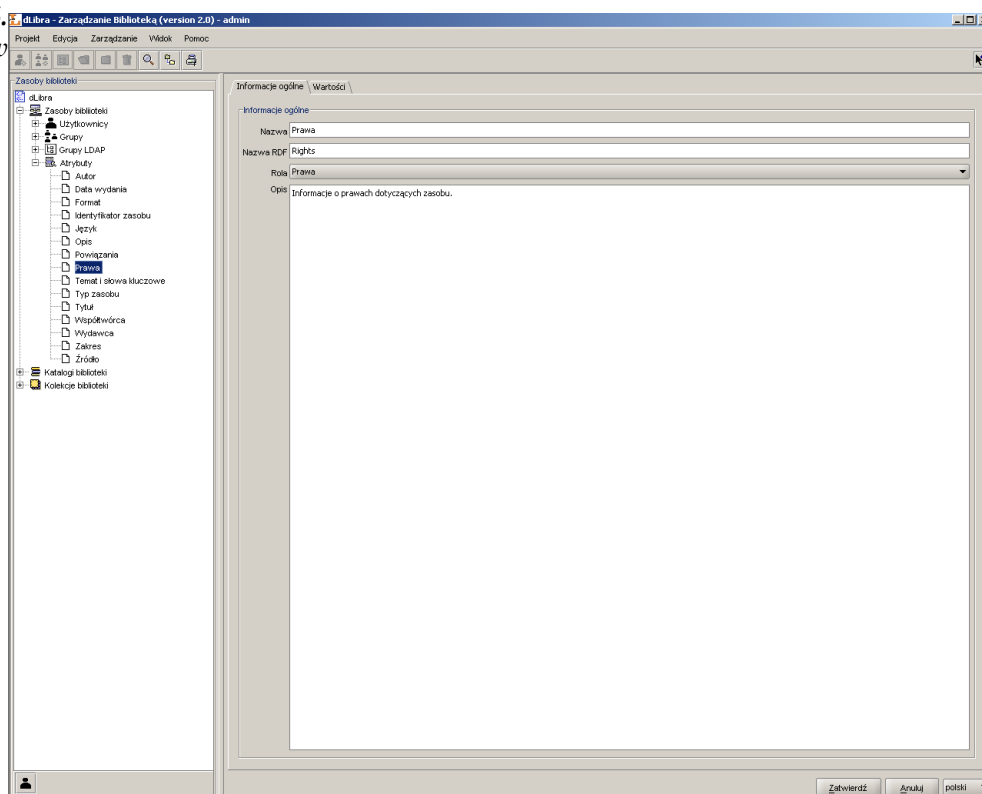 dLibra - Zarządzanie Biblioteką (version 2.0) - admin
Projekt Edycja Zarządzanie Widok Pomoc
Zasoby biblioteki
dLibra
Zasoby bibliioteki
Użytkownicy
Grupy
Grupy LDAP
Atrybuty
Autor
Data wydania
Format
Identyfikator zasobu
Język
Opis
Powiązania
Prawa
Temat i słowa kluczowe
Typ zasobu
Tytuł
Współtwórca
Wydawca
Zakres
Źródło
Katalogi biblioteki
Kolekcje biblioteki
Informacje ogólne Wartości
Informacje ogólne
Nazwa Prawa
Nazwa RDF Rights
Rola Prawa
Opis Informacje o prawach dotyczących zasobu.
Zatwierdź Anuluj polski